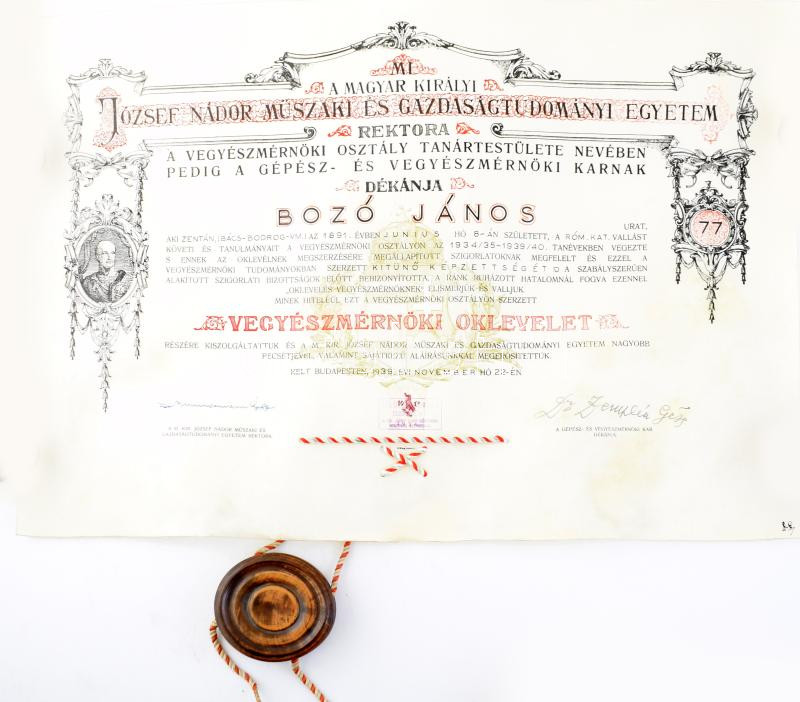 MI
A MAGYAR KIRÁLYI
JÓZSEF NÁDOR MŰSZAKI ÉS GAZDASÁGTUDOMÁNYI EGYETEM
REKTORA
A VEGYÉSZMÉRNÖKI OSZTÁLY TANÁRTESTÜLETE NEVÉBEN
PEDIG A GÉPÉSZ- ÉS VEGYÉSZMÉRNÖKI KARNAK
DÉKÁNJA
BOZÓ JÁNOS
URAT,
AKI ZENTÁN, (BÁCS-BODROG-VM.) AZ 1891. ÉVBEN JUNIUS HÓ 6-ÁN SZÜLETETT, A RÓM. KAT. VALLÁST
KÖVETI ÉS TANULMÁNYAIT A VEGYÉSZMÉRNÖKI OSZTÁLYON AZ 1934/35-1939/40. TANÉVEKBEN VÉGEZTE
S ENNEK AZ OKLEVÉLNEK MEGSZERZÉSÉRE MEGÁLLAPÍTOTT SZIGORLATOKNAK MEGFELELT ÉS EZZEL A
VEGYÉSZMÉRNÖKI TUDOMÁNYOKBAN SZERZETT KITÜNŐ KÉPZETTSÉGÉT A SZABÁLYSZERŰEN
ALAKÍTOTT SZIGORLATI BIZOTTSÁGOK ELŐTT BEBIZONYÍTOTTA, A RÁNK RUHÁZOTT HATALOMNÁL FOGVA EZENNEL
„OKLEVELES VEGYÉSZMÉRNÖKNEK" ELISMERJÜK ÉS VALLJUK.
MINEK HITELÉÜL EZT A VEGYÉSZMÉRNÖKI OSZTÁLYON SZERZETT
VEGYÉSZMÉRNÖKI OKLEVELET
RÉSZÉRE KISZOLGÁLTATTUK ÉS A M. KIR. JÓZSEF NÁDOR MŰSZAKI ÉS GAZDASÁGTUDOMÁNYI EGYETEM NAGYOBB
PECSÉTJÉVEL, VALAMINT SAJÁTKEZŰ ALÁÍRÁSUNKKAL MEGERŐSÍTETTÜK.
KELT BUDAPESTEN, 1939. ÉVI NOVEMBER HÓ 22-ÉN
77
Dr Zemplén Géza
A M. KIR. JÓZSEF NÁDOR MŰSZAKI ÉS
GAZDASÁGTUDOMÁNYI EGYETEM REKTORA.
A GÉPÉSZ- ÉS VEGYÉSZMÉRNÖKI KAR
DÉKÁNJA.